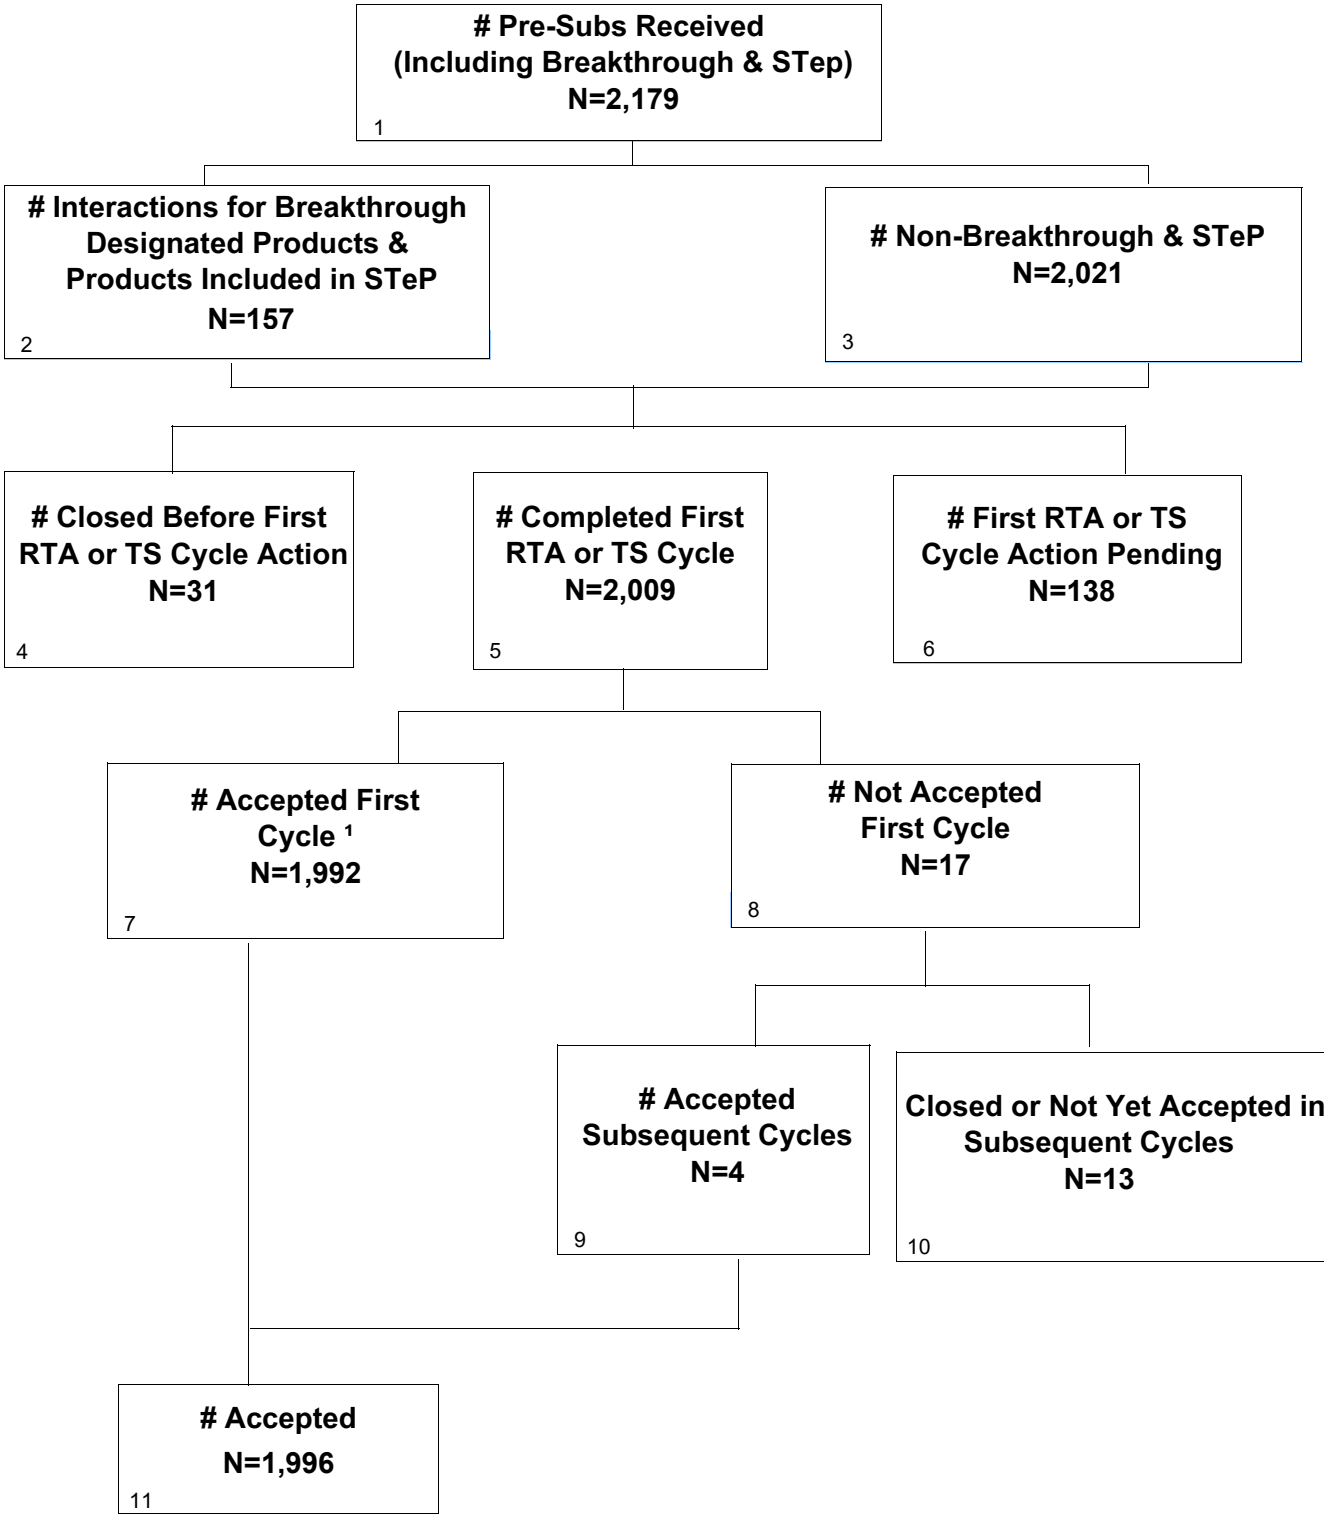 # Pre-Subs Received
(Including Breakthrough & STep)
N=2,179
1
# Interactions for Breakthrough
Designated Products &
Products Included in STeP
N=157
2
# Non-Breakthrough & STeP
N=2,021
3
# Closed Before First
RTA or TS Cycle Action
N=31
4
# Completed First
RTA or TS Cycle
N=2,009
5
# First RTA or TS
Cycle Action Pending
N=138
6
# Accepted First
Cycle ¹
N=1,992
7
# Not Accepted
First Cycle
N=17
8
# Accepted
Subsequent Cycles
N=4
9
Closed or Not Yet Accepted in
Subsequent Cycles
N=13
10
# Accepted
N=1,996
11